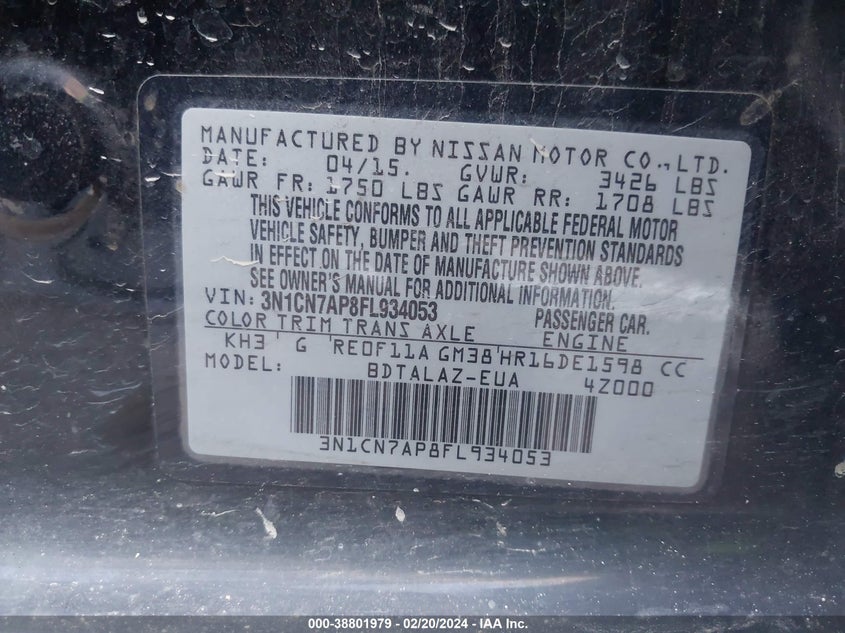 MANUFACTURED BY NISSAN MOTOR CO., LTD.
DATE: 04/15. GVWR: 3426 LBS
GAWR FR: 1750 LBS GAWR RR: 1708 LBS
THIS VEHICLE CONFORMS TO ALL APPLICABLE FEDERAL MOTOR
VEHICLE SAFETY, BUMPER AND THEFT PREVENTION STANDARDS
IN EFFECT ON THE DATE OF MANUFACTURE SHOWN ABOVE.
SEE OWNER'S MANUAL FOR ADDITIONAL INFORMATION.
VIN: 3N1CN7AP8FL934053 PASSENGER CAR.
COLOR TRIM TRANS AXLE ENGINE
KH3 G RE0F11A GM38 HR16DE1598 CC
MODEL: BDTALAZ-EUA 4Z000
3N1CN7AP8FL934053
000-38801979 - 02/20/2024 - IAA Inc.